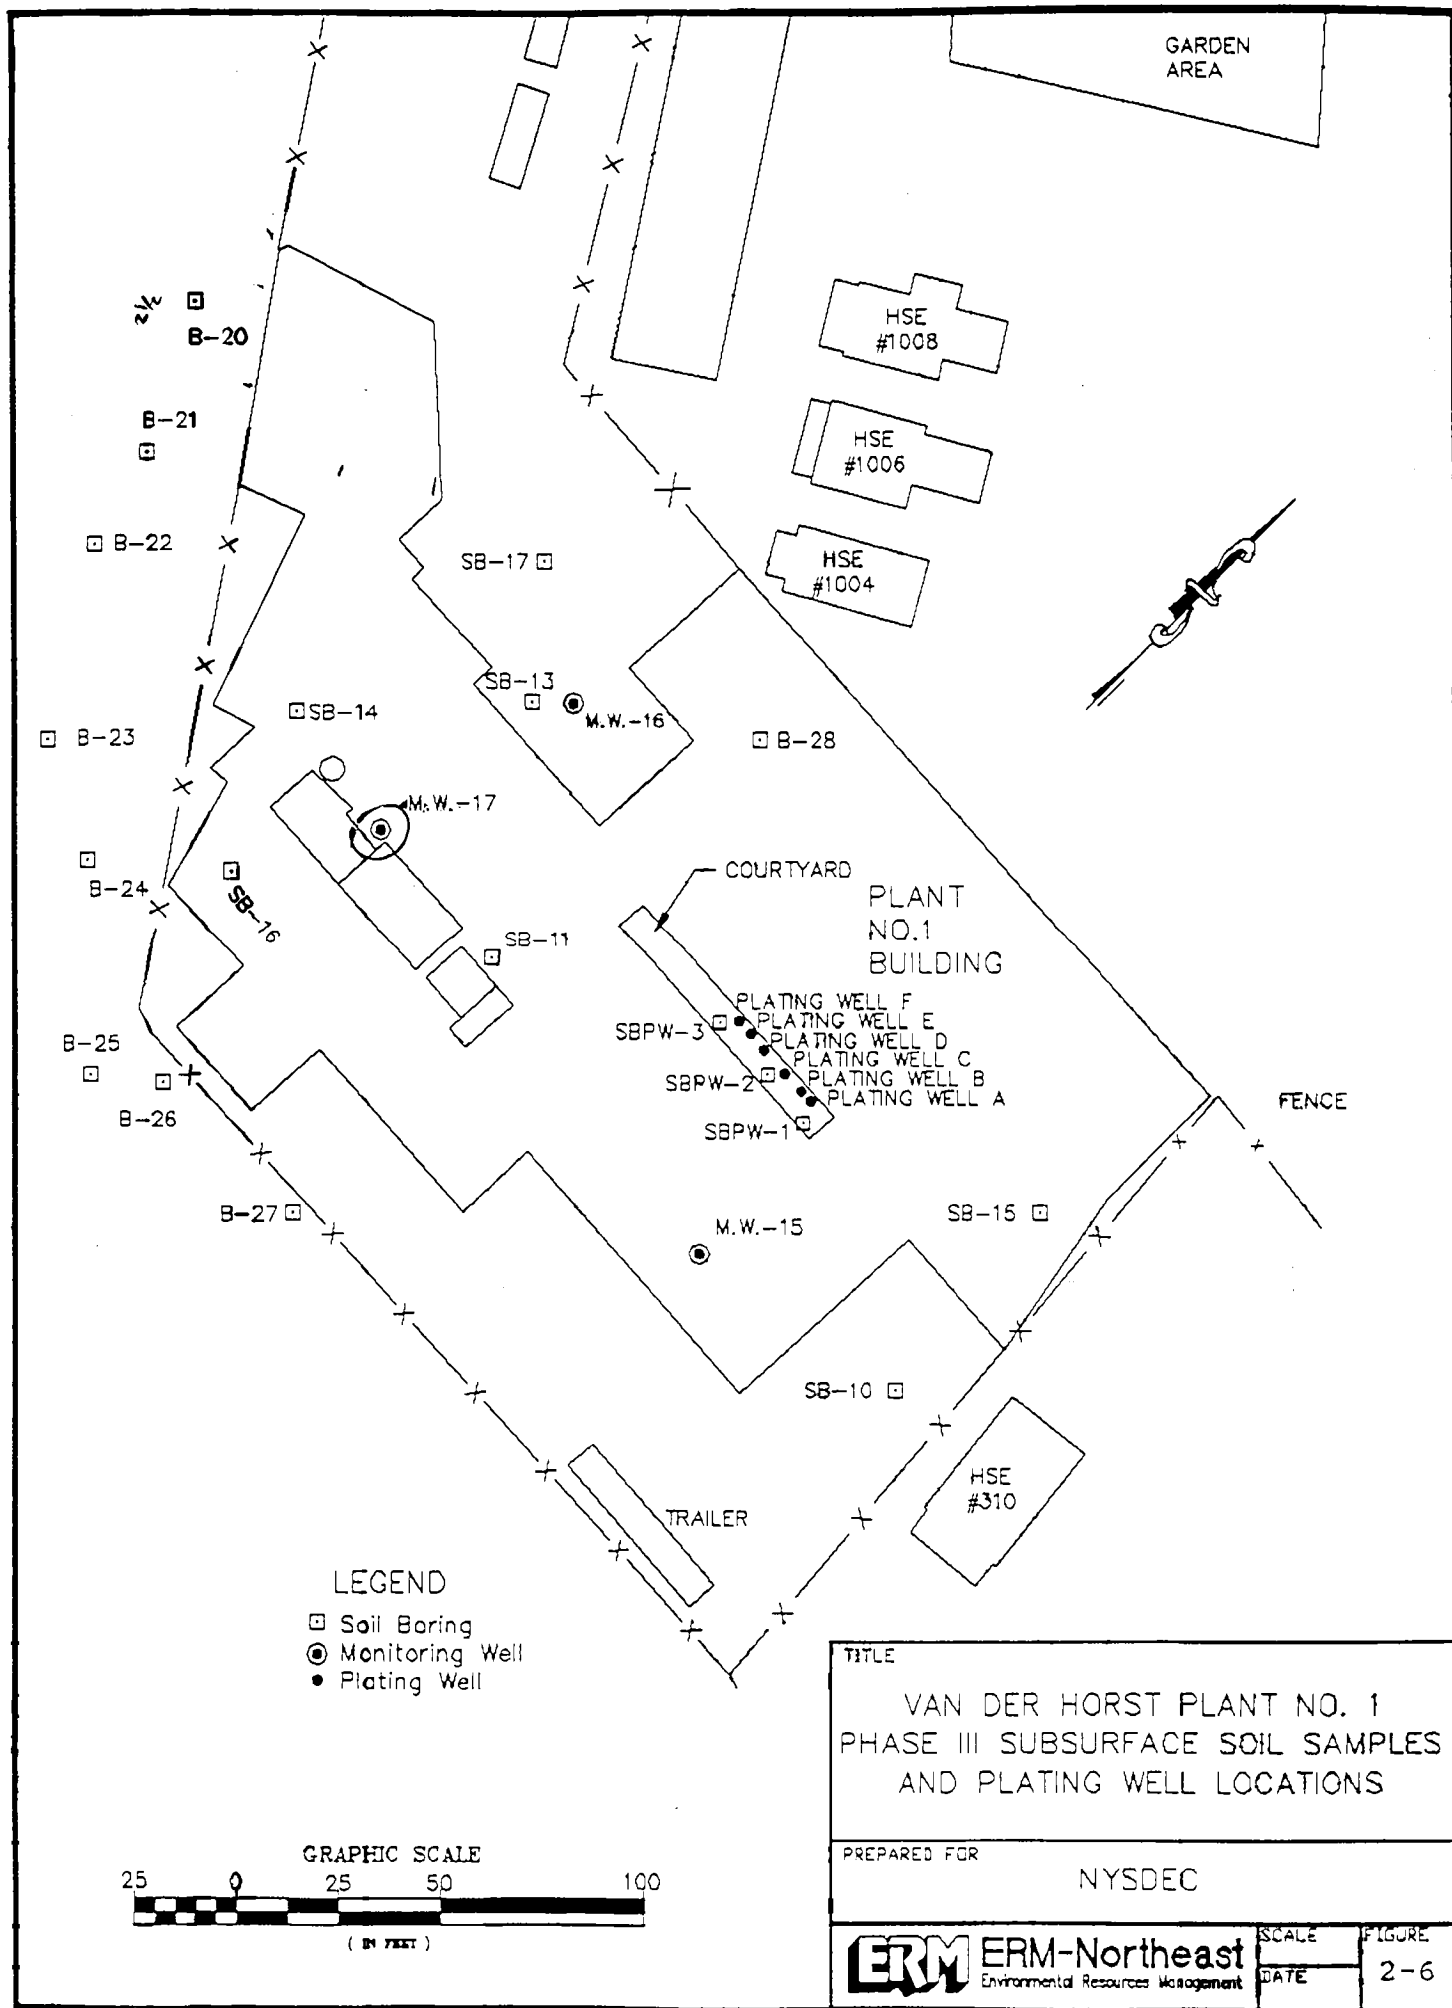 GARDEN
AREA
HSE
#1008
2½
B-20
B-21
HSE
#1006
B-22
SB-17
HSE
#1004
SB-13
M.W.-16
SB-14
B-23
B-28
M.W.-17
B-24
SB-16
COURTYARD
PLANT
NO.1
BUILDING
SB-11
PLATING WELL F
SBPW-3
PLATING WELL E
PLATING WELL D
B-25
PLATING WELL C
SBPW-2
PLATING WELL B
PLATING WELL A
B-26
SBPW-1
FENCE
B-27
M.W.-15
SB-15
SB-10
HSE
#310
TRAILER
LEGEND
Soil Boring
Monitoring Well
Plating Well
TITLE
VAN DER HORST PLANT NO. 1
PHASE III SUBSURFACE SOIL SAMPLES
AND PLATING WELL LOCATIONS
GRAPHIC SCALE
25 0 25 50 100
( IN FEET )
PREPARED FOR
NYSDEC
ERM
ERM-Northeast
Environmental Resources Management
SCALE
DATE
FIGURE
2-6